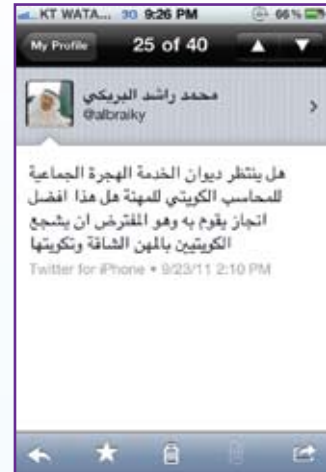 KT WATA... 3G 9:26 PM 66%
My Profile 25 of 40
محمد راشد البريكي
@albraiky
هل ينتظر ديوان الخدمة الهجرة الجماعية
للمحاسب الكويتي للمهنة هل هذا افضل
انجاز يقوم به وهو المفترض ان يشجع
الكويتيين بالمهن الشاقة وتكويتها
Twitter for iPhone • 9/23/11 2:10 PM